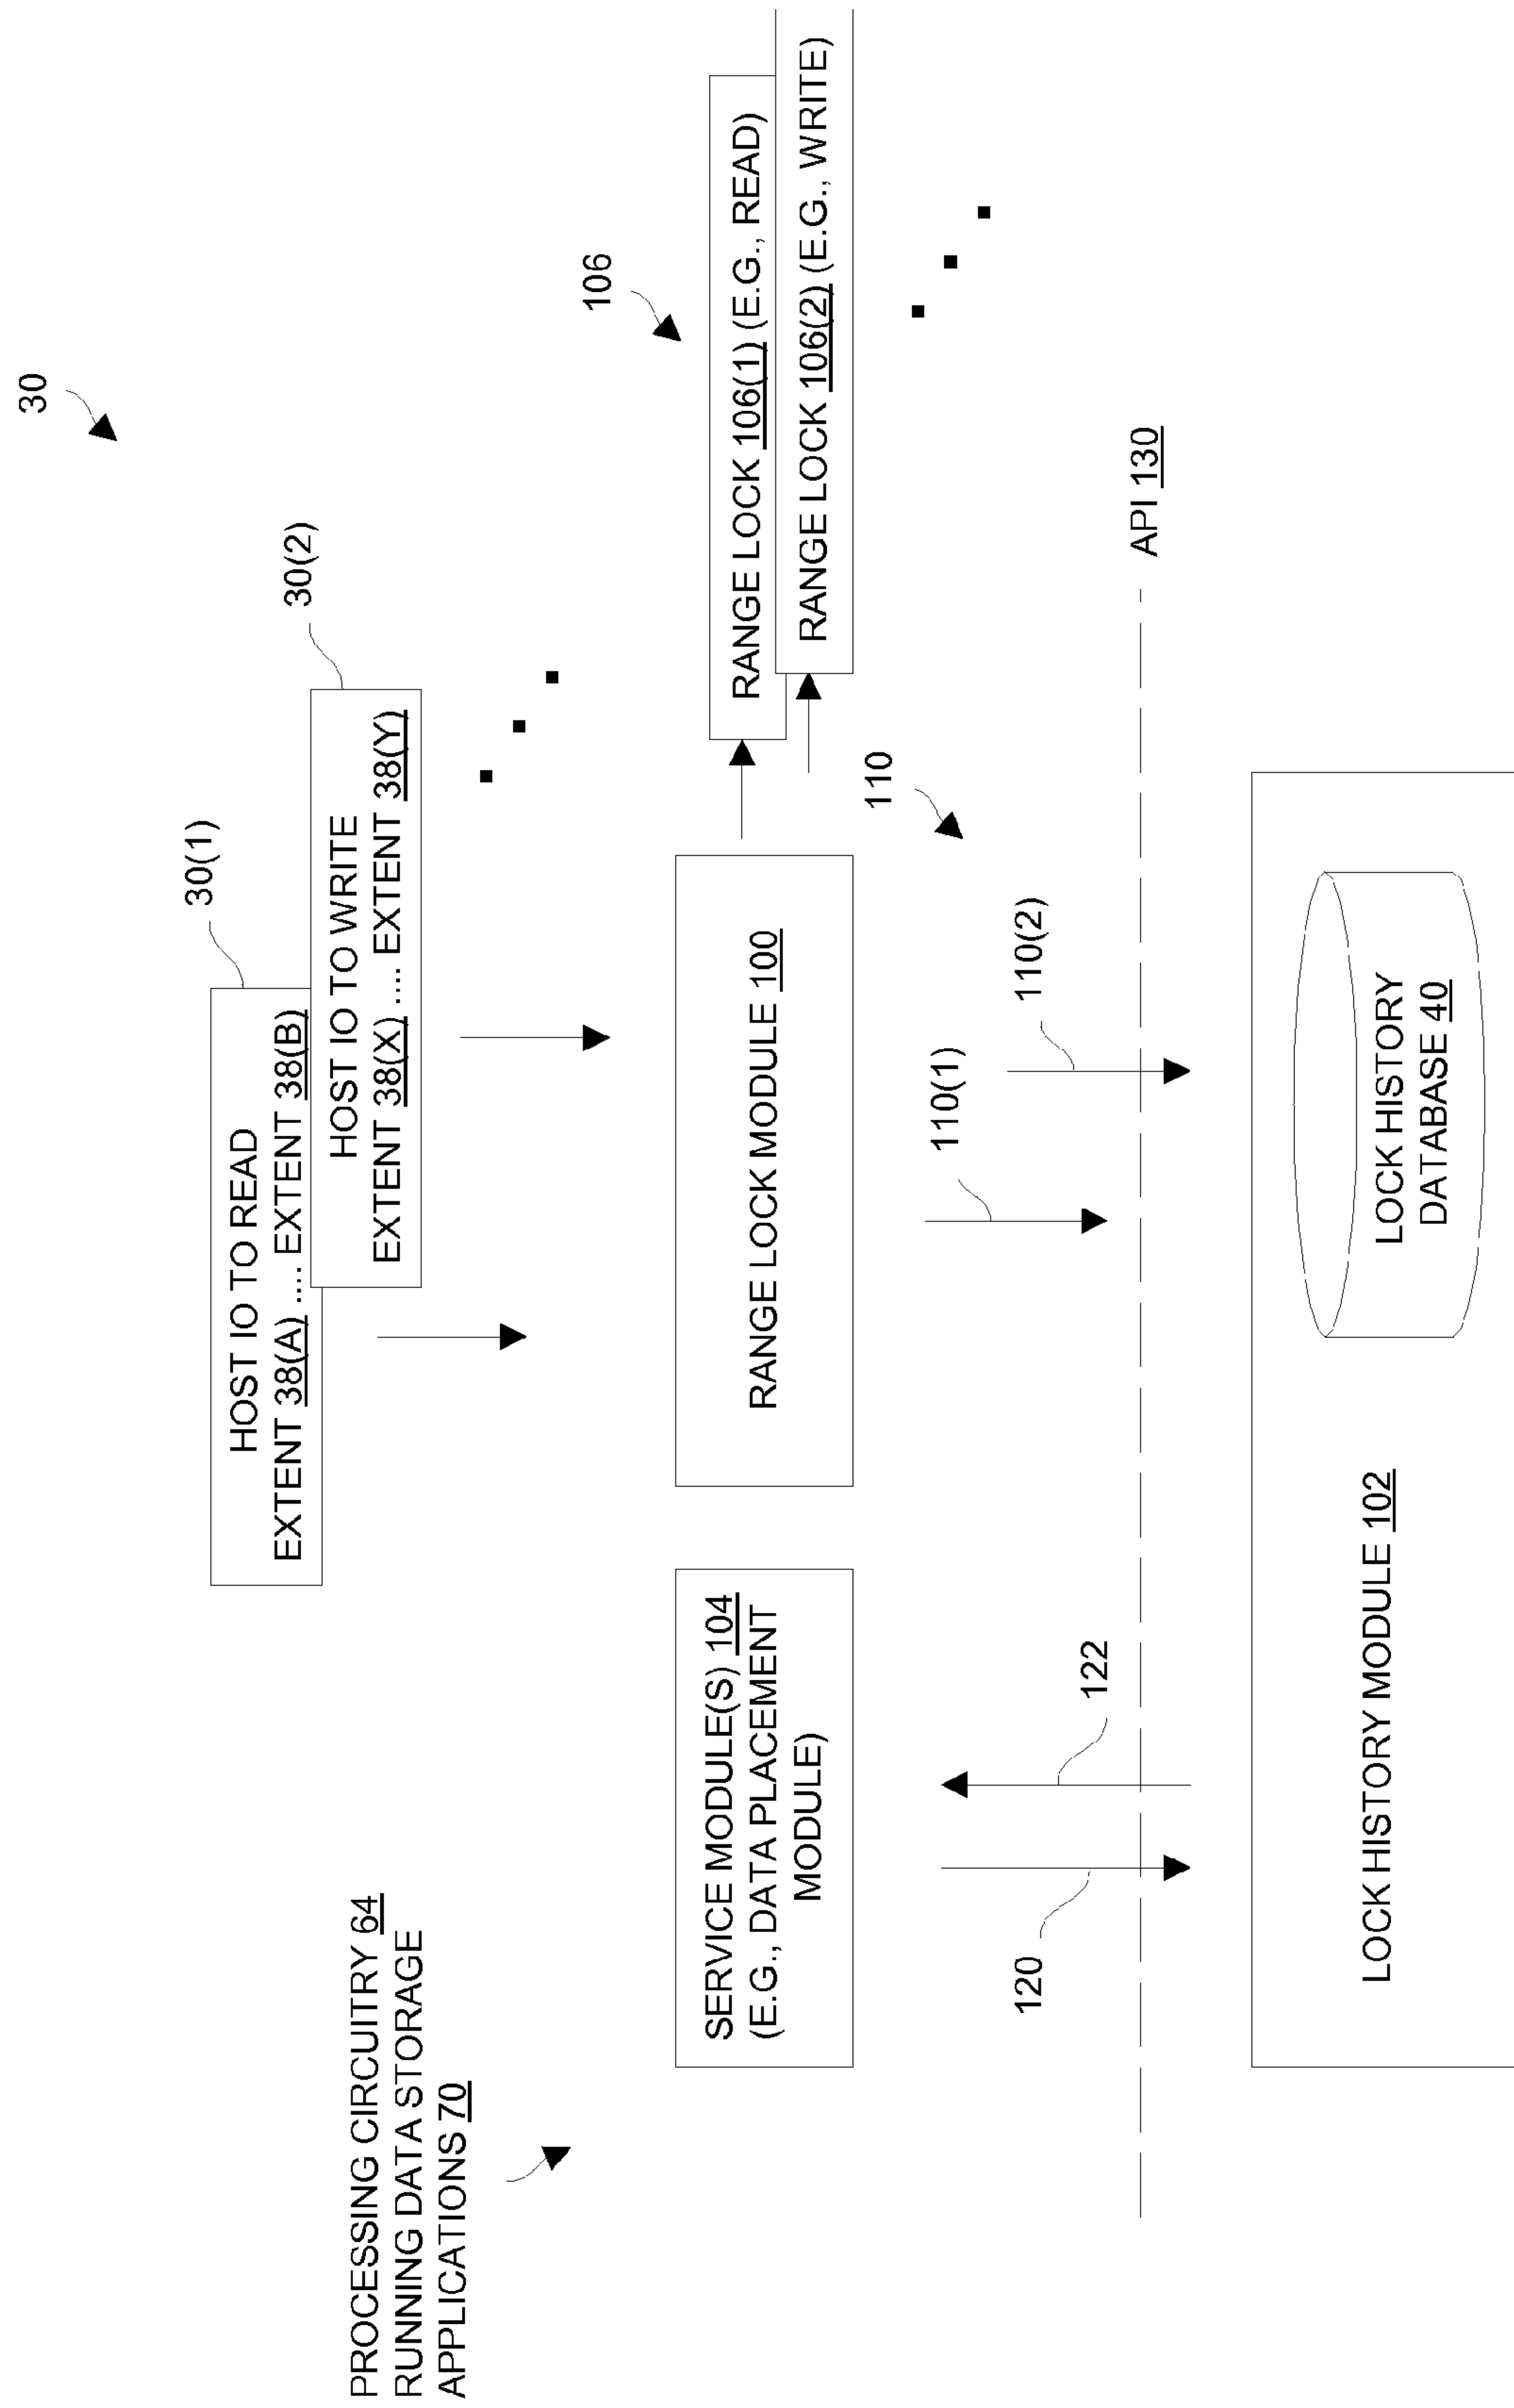 30
30(1)
30(2)
HOST IO TO READ
EXTENT 38(A) .... EXTENT 38(B)
HOST IO TO WRITE
EXTENT 38(X) .... EXTENT 38(Y)
PROCESSING CIRCUITRY 64
RUNNING DATA STORAGE
APPLICATIONS 70
106
SERVICE MODULE(S) 104
(E.G., DATA PLACEMENT
MODULE)
RANGE LOCK MODULE 100
RANGE LOCK 106(1) (E.G., READ)
RANGE LOCK 106(2) (E.G., WRITE)
110
120
122
110(1)
110(2)
API 130
LOCK HISTORY MODULE 102
LOCK HISTORY
DATABASE 40